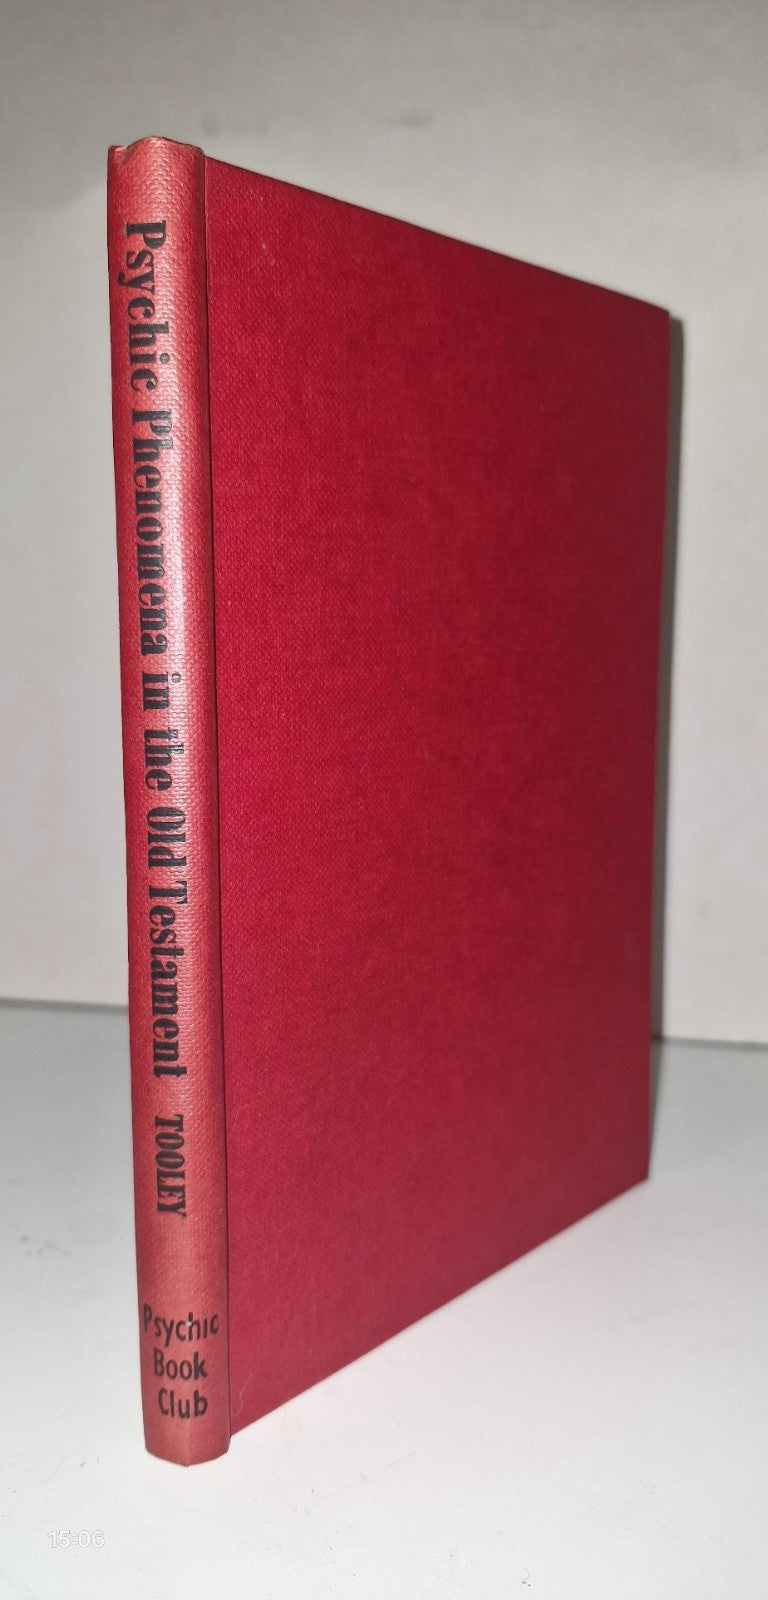 Psychic Phenomena in the Old Testament TOOLEY
Psychic
Book
Club
15:06